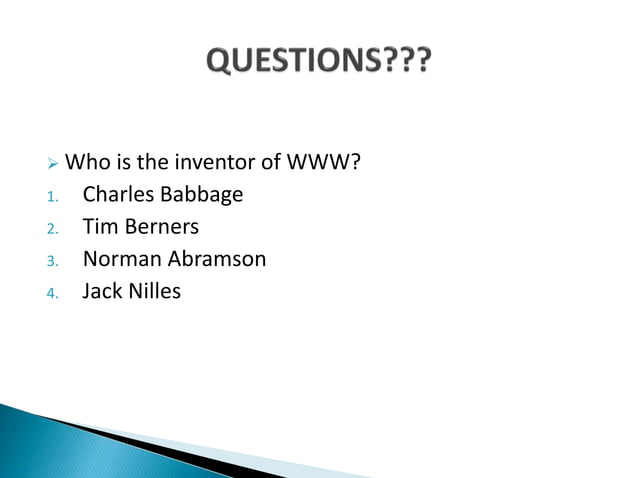 QUESTIONS???
➢ Who is the inventor of WWW?
1. Charles Babbage
2. Tim Berners
3. Norman Abramson
4. Jack Nilles